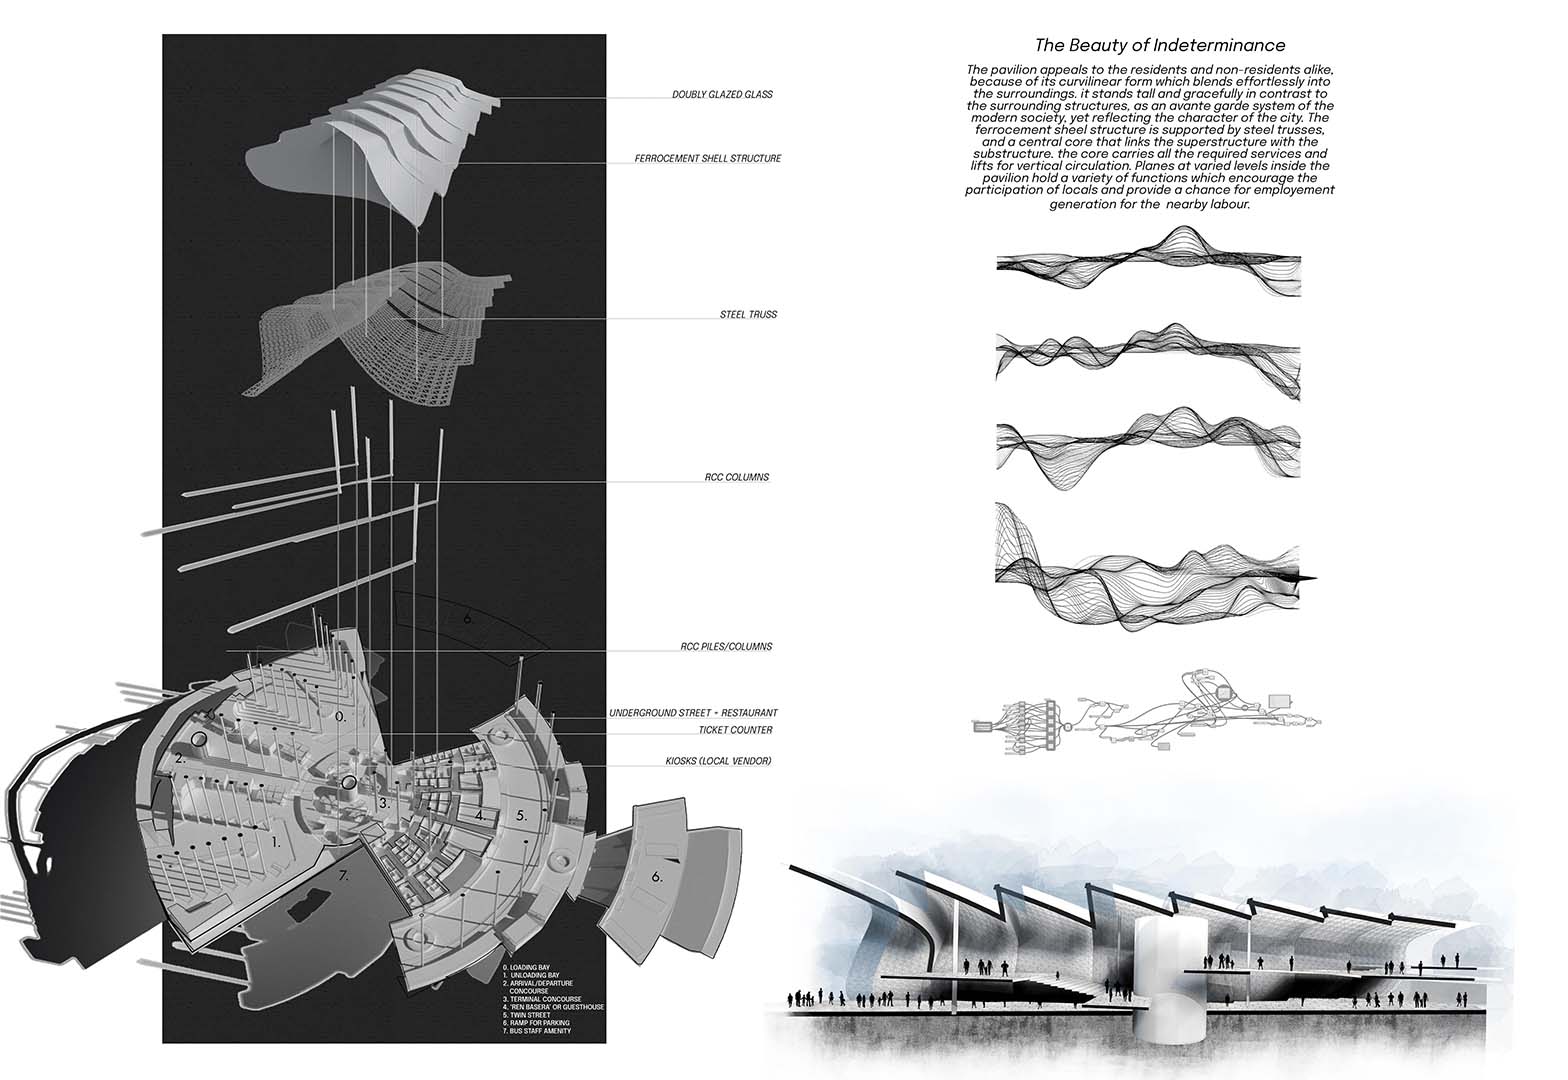 DOUBLY GLAZED GLASS
FERROCEMENT SHELL STRUCTURE
STEEL TRUSS
RCC COLUMNS
6.
RCC PILES/COLUMNS
UNDERGROUND STREET + RESTAURANT
TICKET COUNTER
KIOSKS (LOCAL VENDOR)
0.
2.
3.
4.
5.
1.
7.
6.
0. LOADING BAY
1. UNLOADING BAY
2. ARRIVAL/DEPARTURE
CONCOURSE
3. TERMINAL CONCOURSE
4. 'REN BASERA' OR GUESTHOUSE
5. TWIN STREET
6. RAMP FOR PARKING
7. BUS STAFF AMENITY
The Beauty of Indeterminance
The pavilion appeals to the residents and non-residents alike,
because of its curvilinear form which blends effortlessly into
the surroundings. it stands tall and gracefully in contrast to
the surrounding structures, as an avante garde system of the
modern society, yet reflecting the character of the city. The
ferrocement sheel structure is supported by steel trusses,
and a central core that links the superstructure with the
substructure. the core carries all the required services and
lifts for vertical circulation. Planes at varied levels inside the
pavilion hold a variety of functions which encourage the
participation of locals and provide a chance for employement
generation for the nearby labour.